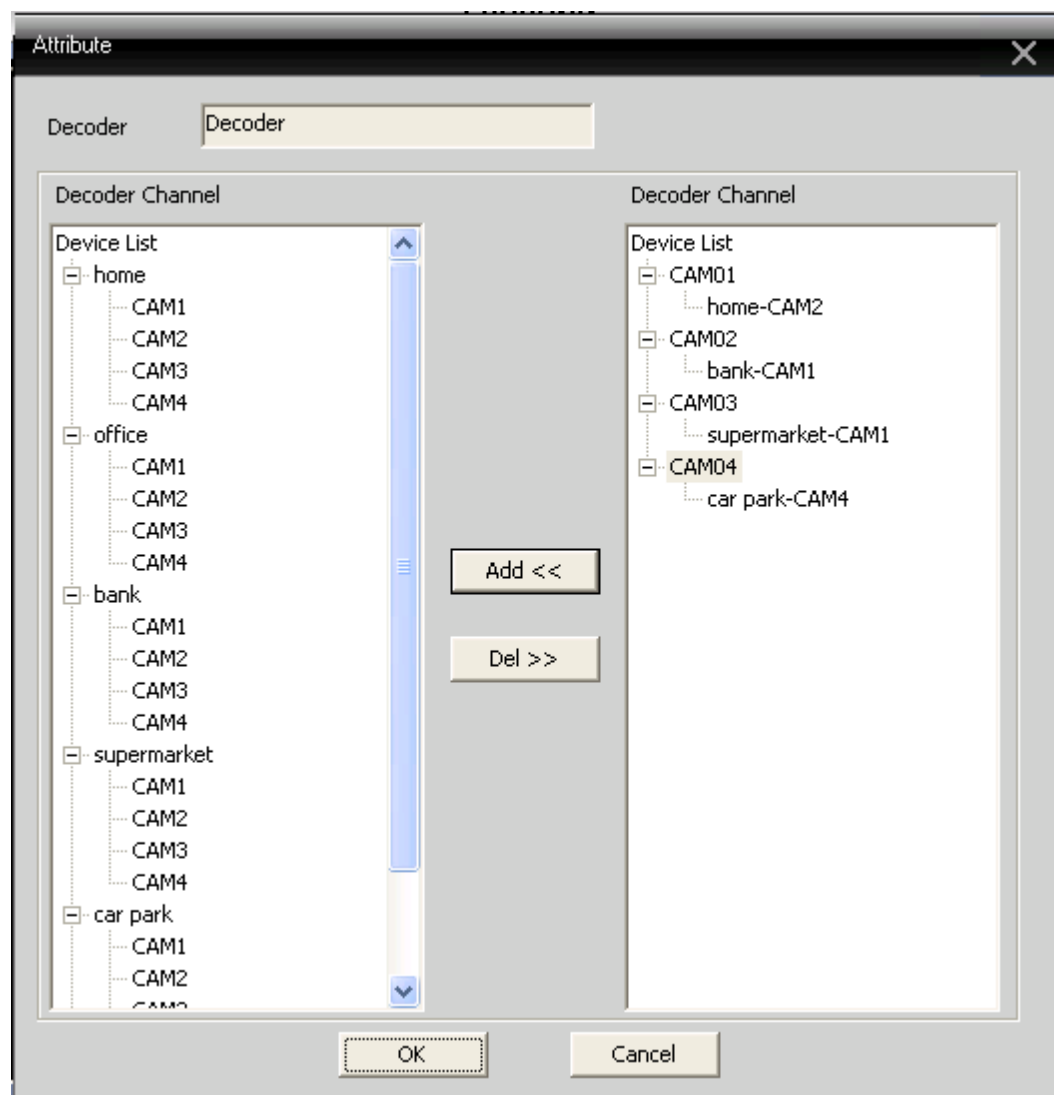 Attribute
Decoder
Decoder
Decoder Channel
Device List
home
CAM1
CAM2
CAM3
CAM4
office
CAM1
CAM2
CAM3
CAM4
bank
CAM1
CAM2
CAM3
CAM4
supermarket
CAM1
CAM2
CAM3
CAM4
car park
CAM1
CAM2
Add <<
Del >>
Decoder Channel
Device List
CAM01
home-CAM2
CAM02
bank-CAM1
CAM03
supermarket-CAM1
CAM04
car park-CAM4
OK
Cancel